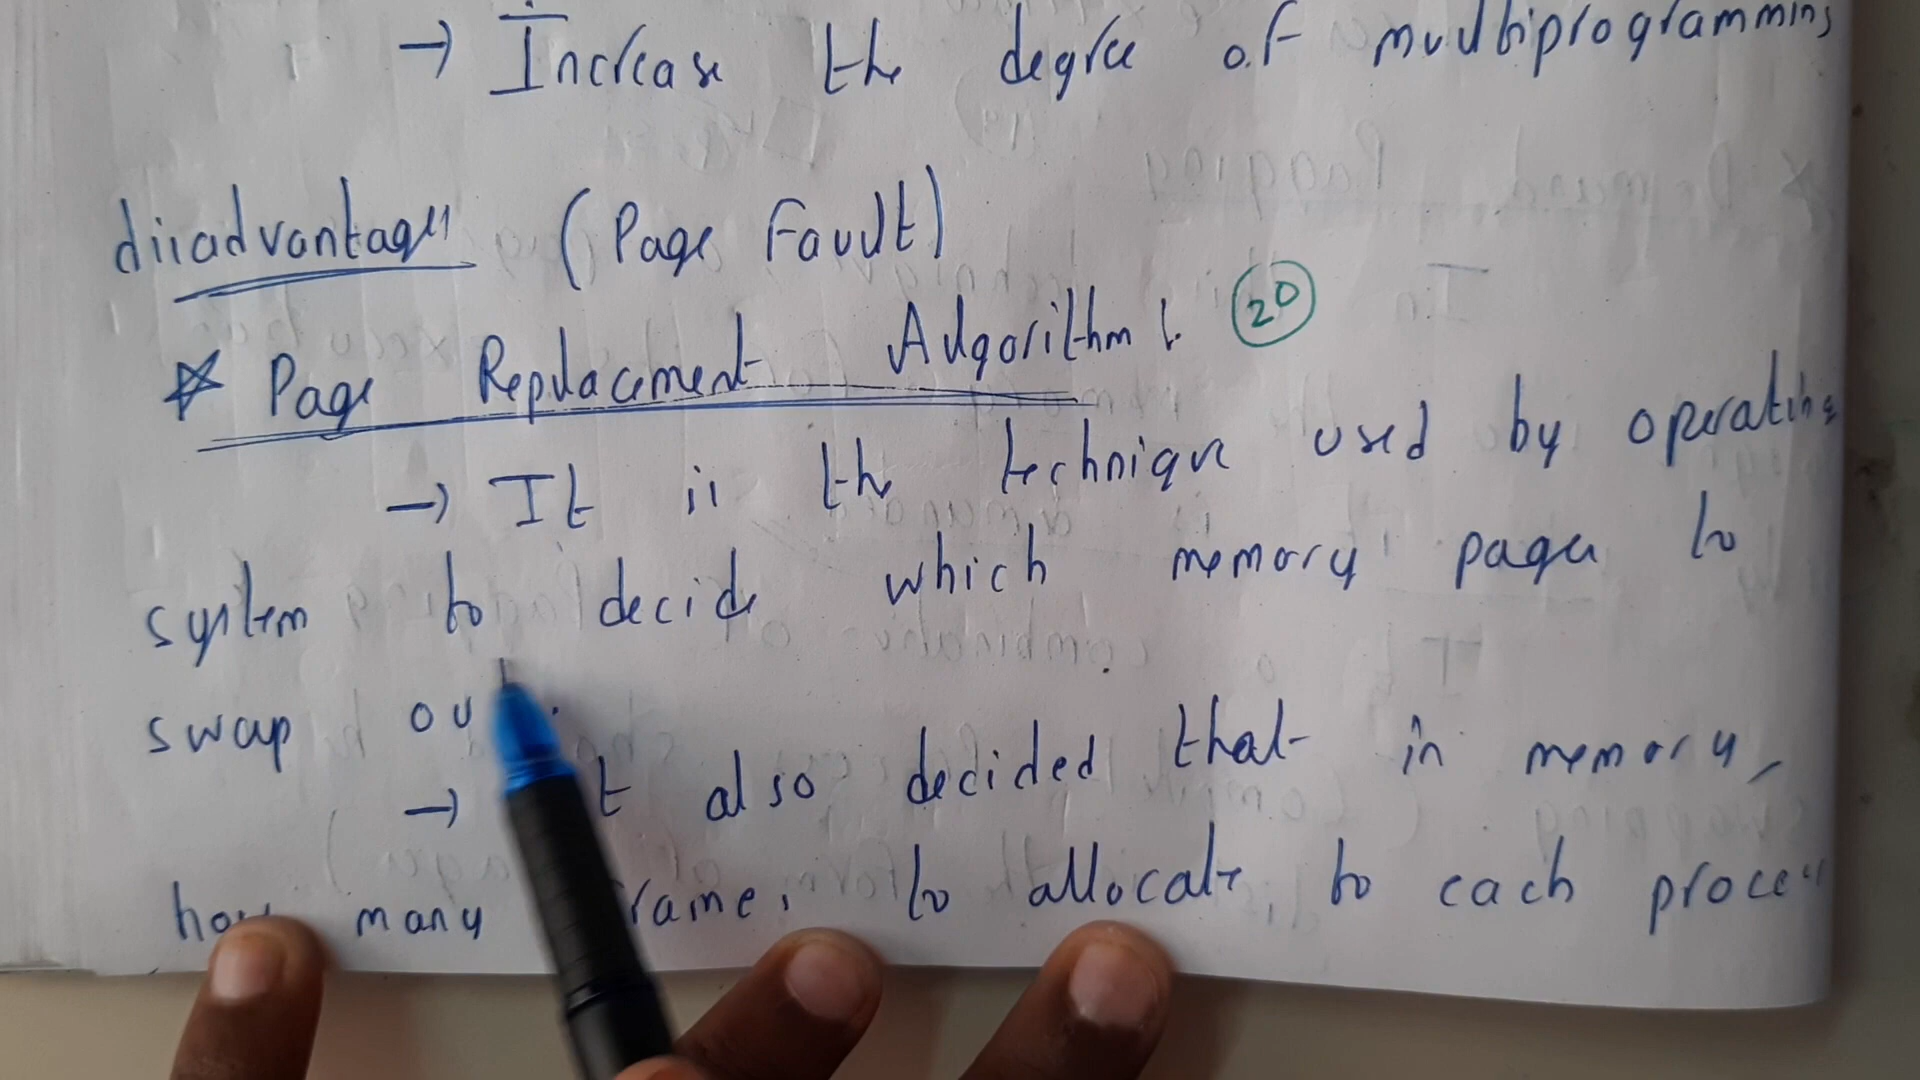 → Increase the degree of multiprogramming
disadvantages (Page Fault)
* Page Replacement Algorithm : 20
→ It is the technique used by operating
system to decide which memory pages to
swap
→ also decided that in memory,
how many to allocate to each process